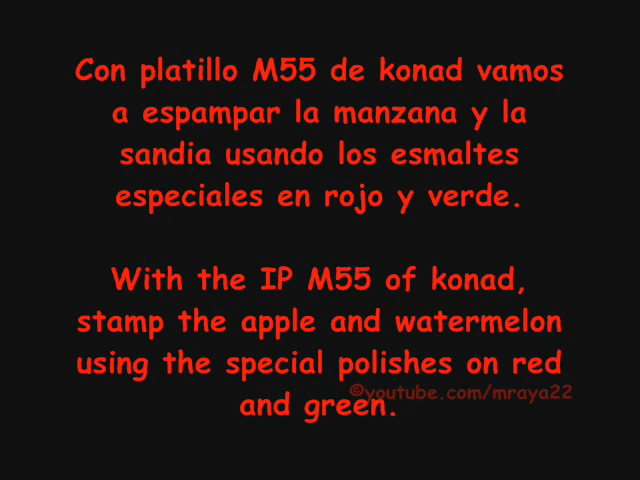 Con platillo M55 de konad vamos
a espampar la manzana y la
sandia usando los esmaltes
especiales en rojo y verde.
With the IP M55 of konad,
stamp the apple and watermelon
using the special polishes on red
and green.
©youtube.com/mraya22